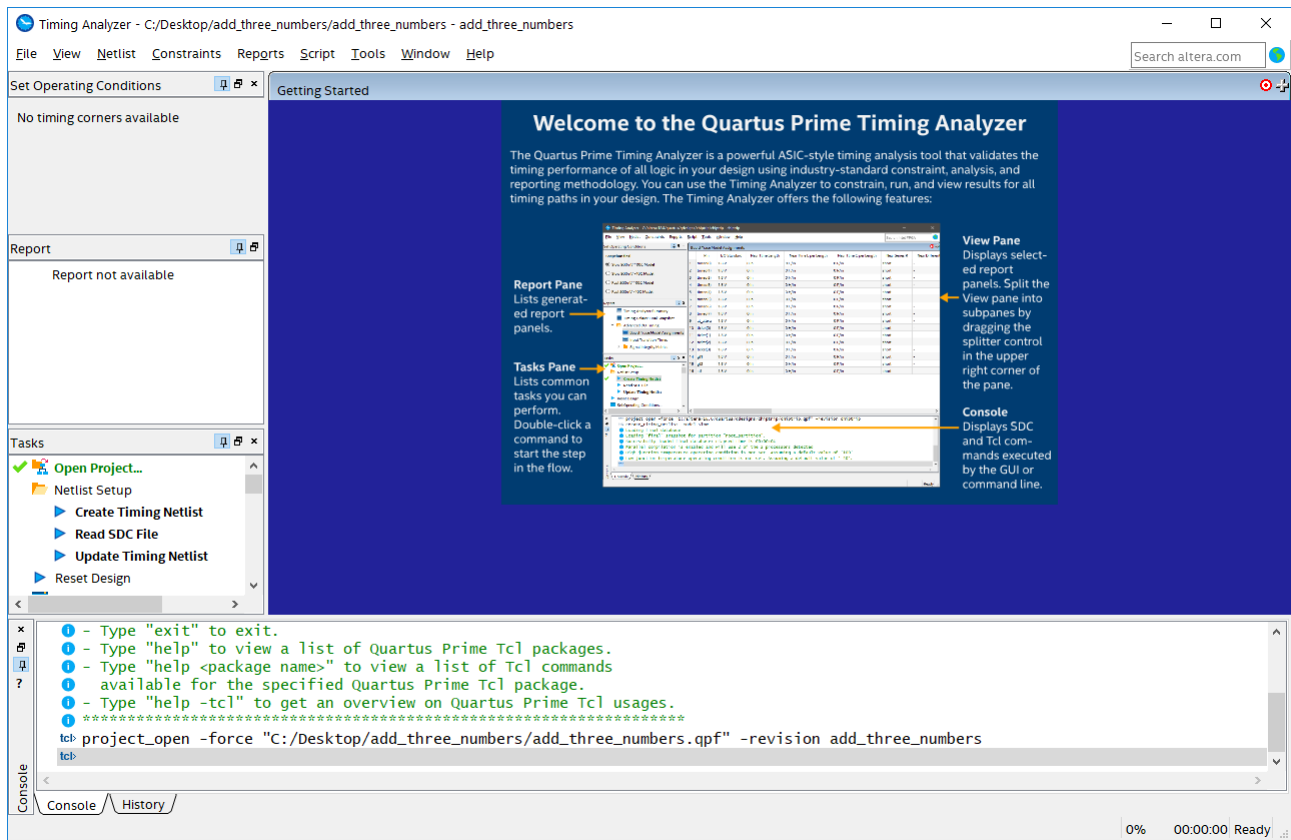 Timing Analyzer - C:/Desktop/add_three_numbers/add_three_numbers - add_three_numbers
File View Netlist Constraints Reports Script Tools Window Help
Search altera.com
Set Operating Conditions
No timing corners available
Report
Report not available
Tasks
Open Project...
Netlist Setup
Create Timing Netlist
Read SDC File
Update Timing Netlist
Reset Design
Getting Started
Welcome to the Quartus Prime Timing Analyzer
The Quartus Prime Timing Analyzer is a powerful ASIC-style timing analysis tool that validates the
timing performance of all logic in your design using industry-standard constraint, analysis, and
reporting methodology. You can use the Timing Analyzer to constrain, run, and view results for all
timing paths in your design. The Timing Analyzer offers the following features:
Report Pane
Lists generat-
ed report
panels.
Tasks Pane
Lists common
tasks you can
perform.
Double-click a
command to
start the step
in the flow.
View Pane
Displays select-
ed report
panels. Split the
View pane into
subpanes by
dragging the
splitter control
in the upper
right corner of
the pane.
Console
Displays SDC
and Tcl com-
mands executed
by the GUI or
command line.
- Type "exit" to exit.
- Type "help" to view a list of Quartus Prime Tcl packages.
- Type "help <package name>" to view a list of Tcl commands
available for the specified Quartus Prime Tcl package.
- Type "help -tcl" to get an overview on Quartus Prime Tcl usages.
*******************************************************************
tcl> project_open -force "C:/Desktop/add_three_numbers/add_three_numbers.qpf" -revision add_three_numbers
tcl>
Console
Console History
0% 00:00:00 Ready